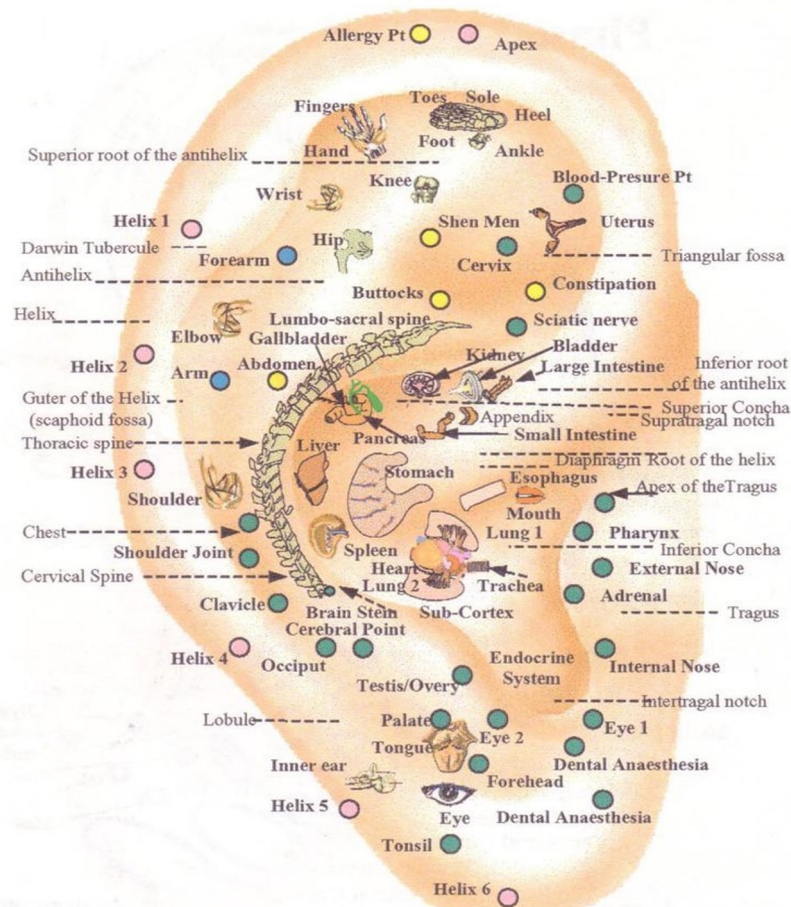 Allergy Pt
Apex
Toes Sole
Fingers
Heel
Foot
Hand
Ankle
Superior root of the antihelix
Knee
Blood-Presure Pt
Wrist
Helix 1
Shen Men
Uterus
Hip
Darwin Tubercule
Forearm
Cervix
Triangular fossa
Antihelix
Buttocks
Constipation
Helix
Lumbo-sacral spine
Sciatic nerve
Elbow
Gallbladder
Bladder
Kidney
Helix 2
Arm
Abdomen
Large Intestine
Inferior root
of the antihelix
Guter of the Helix
(scaphoid fossa)
Superior Concha
Appendix
Supratragal notch
Thoracic spine
Pancreas
Small Intestine
Liver
Helix 3
Stomach
Diaphragm Root of the helix
Esophagus
Apex of theTragus
Shoulder
Mouth
Chest
Lung 1
Pharynx
Shoulder Joint
Spleen
Inferior Concha
Heart
External Nose
Cervical Spine
Lung 2
Trachea
Clavicle
Adrenal
Brain Stem
Sub-Cortex
Tragus
Cerebral Point
Helix 4
Occiput
Endocrine
System
Internal Nose
Testis/Overy
Intertragal notch
Lobule
Palate
Eye 2
Eye 1
Tongue
Inner ear
Forehead
Dental Anaesthesia
Helix 5
Eye
Dental Anaesthesia
Tonsil
Helix 6